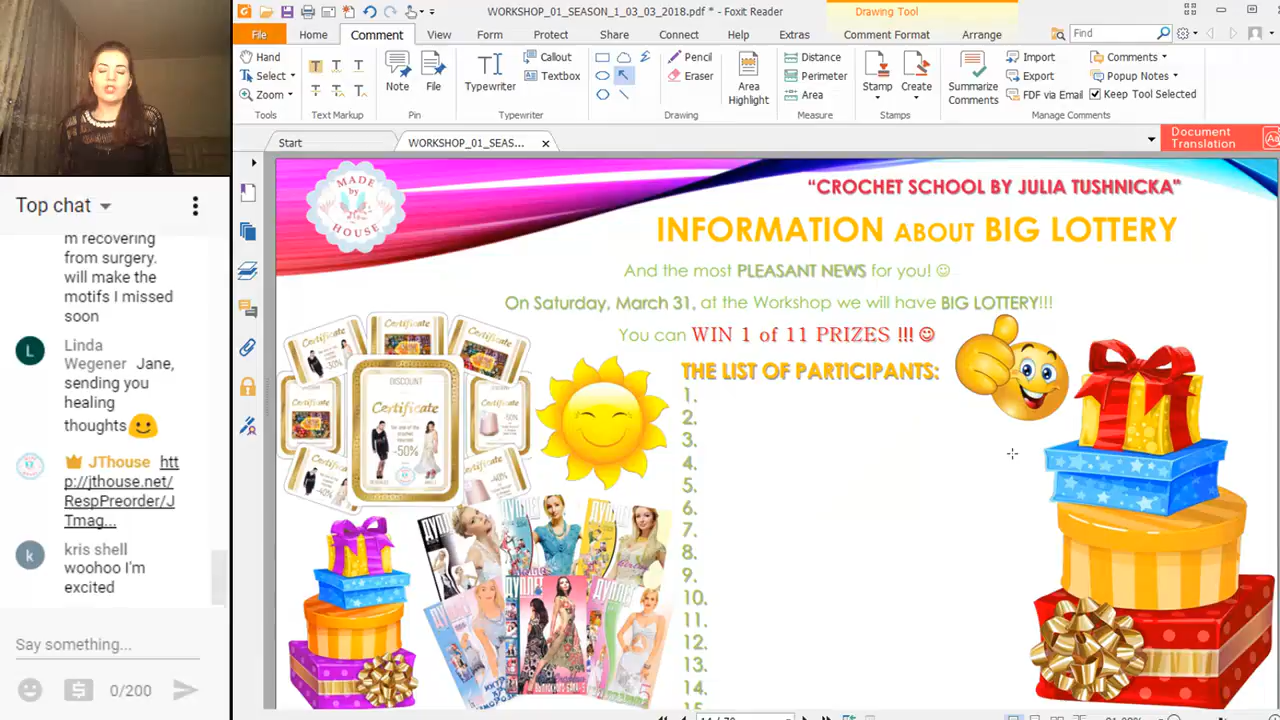 WORKSHOP_01_SEASON_1_03_03_2018.pdf * - Foxit Reader
Drawing Tool
File Home Comment View Form Protect Share Connect Help Extras Comment Format Arrange
Find
Hand
Select
Zoom
Tools
Text Markup
Note
File
Pin
Typewriter
Callout
Textbox
Typewriter
Pencil
Eraser
Area Highlight
Drawing
Distance
Perimeter
Area
Measure
Stamp
Create
Stamps
Summarize Comments
Import
Export
FDF via Email
Comments
Popup Notes
Keep Tool Selected
Manage Comments
Start
WORKSHOP_01_SEAS...
Document Translation
Top chat
m recovering
from surgery.
will make the
motifs I missed
soon
Linda
Wegener Jane,
sending you
healing
thoughts
JThouse htt
p://jthouse.net/
RespPreorder/J
Tmag...
kris shell
woohoo I'm
excited
Say something...
0/200
MADE
by
HOUSE
"CROCHET SCHOOL BY JULIA TUSHNICKA"
INFORMATION ABOUT BIG LOTTERY
And the most PLEASANT NEWS for you! ☺
On Saturday, March 31, at the Workshop we will have BIG LOTTERY!!!
You can WIN 1 of 11 PRIZES !!! ☺
THE LIST OF PARTICIPANTS:
1.
2.
3.
4.
5.
6.
7.
8.
9.
10.
11.
12.
13.
14.
15
Certificate
Certificate
Certificate
Certificate
DISCOUNT
Certificate
-50%
Certificate
-50%
ДУПЛЕТ
ДУПЛЕТ